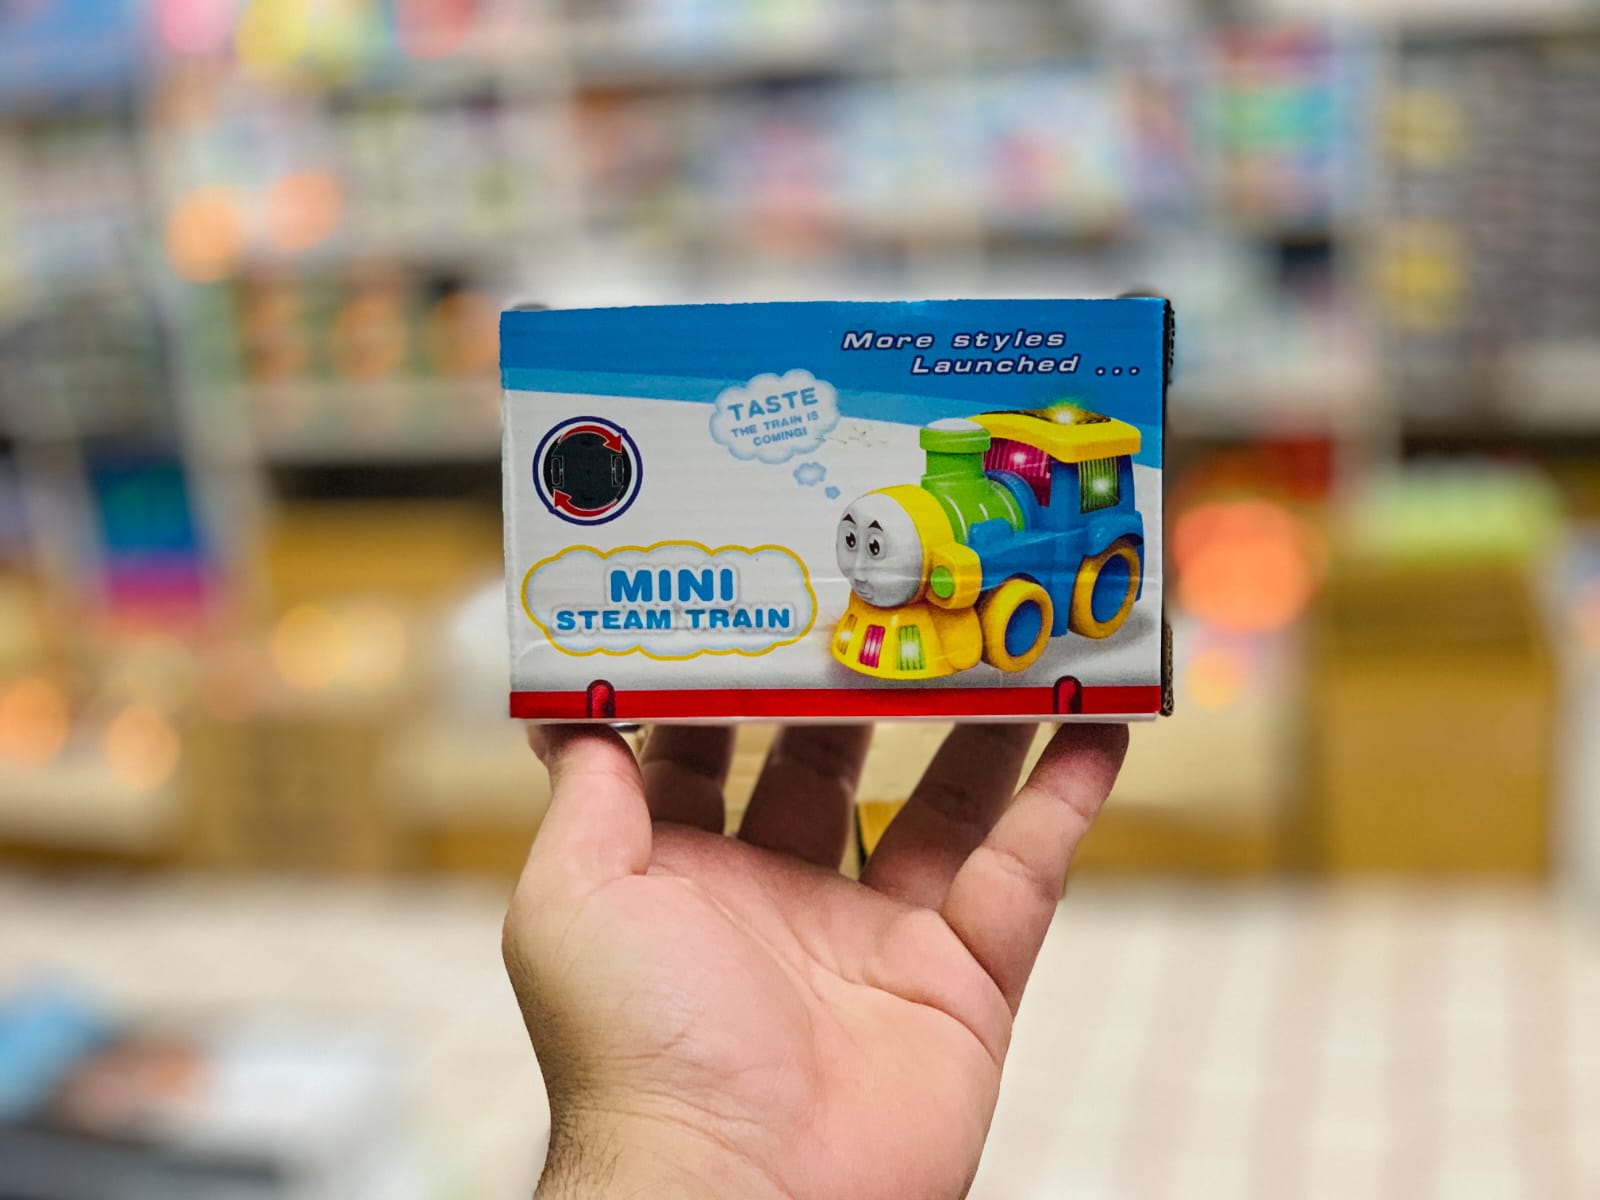 More styles
Launched ...
TASTE
THE TRAIN IS
COMING!
MINI
STEAM TRAIN